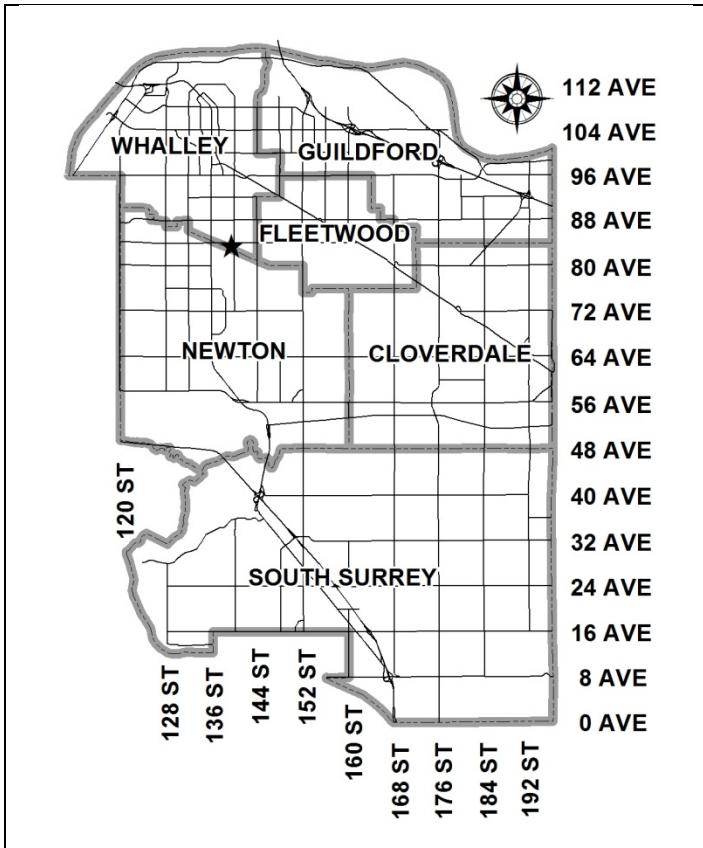 112 AVE
104 AVE
WHALLEY
GUILDFORD
96 AVE
88 AVE
FLEETWOOD
80 AVE
72 AVE
NEWTON
CLOVERDALE
64 AVE
56 AVE
48 AVE
120 ST
40 AVE
32 AVE
SOUTH SURREY
24 AVE
16 AVE
128 ST
136 ST
144 ST
152 ST
160 ST
8 AVE
0 AVE
168 ST
176 ST
184 ST
192 ST